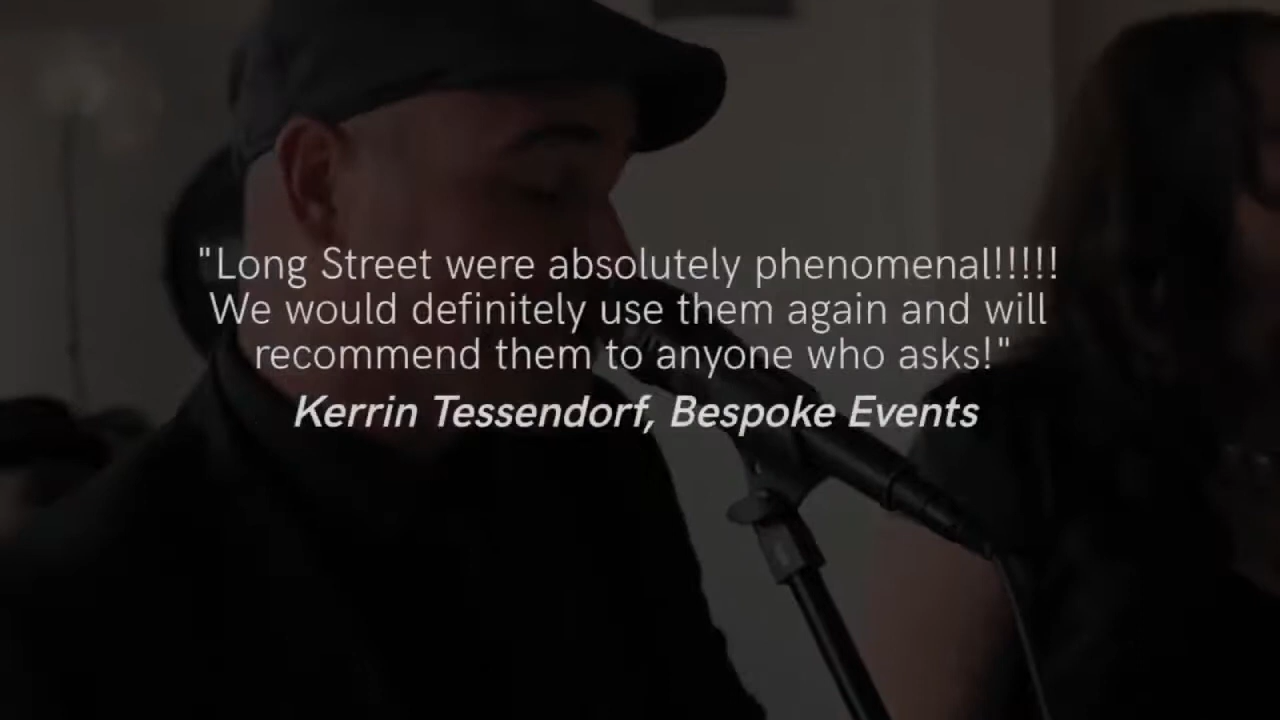 "Long Street were absolutely phenomenal!!!!!
We would definitely use them again and will
recommend them to anyone who asks!"
Kerrin Tessendorf, Bespoke Events